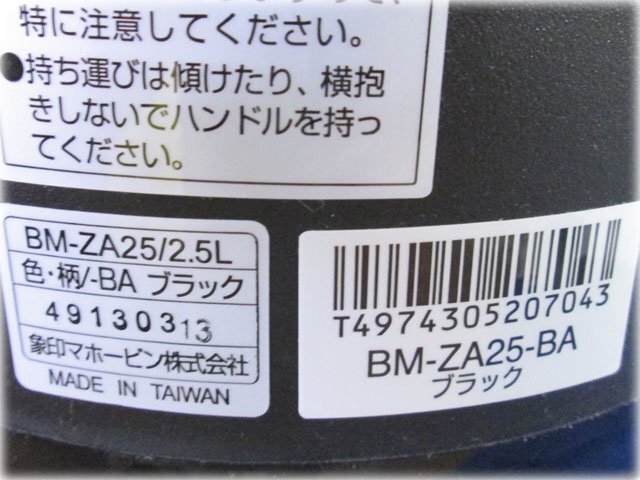 特に注意してください。
●持ち運びは傾けたり、横抱
きしないでハンドルを持っ
てください。
BM-ZA25/2.5L
色・柄/-BA ブラック
49130313
象印マホービン株式会社
MADE IN TAIWAN
T4974305207043
BM-ZA25-BA
ブラック